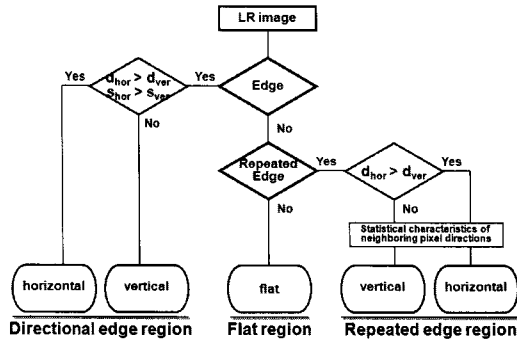 LR image
Yes
d_hor > d_ver
s_hor > s_ver
Yes
Edge
No
No
Repeated
Edge
Yes
d_hor > d_ver
Yes
No
No
Statistical characteristics of
neighboring pixel directions
horizontal
vertical
flat
vertical
horizontal
Directional edge region
Flat region
Repeated edge region